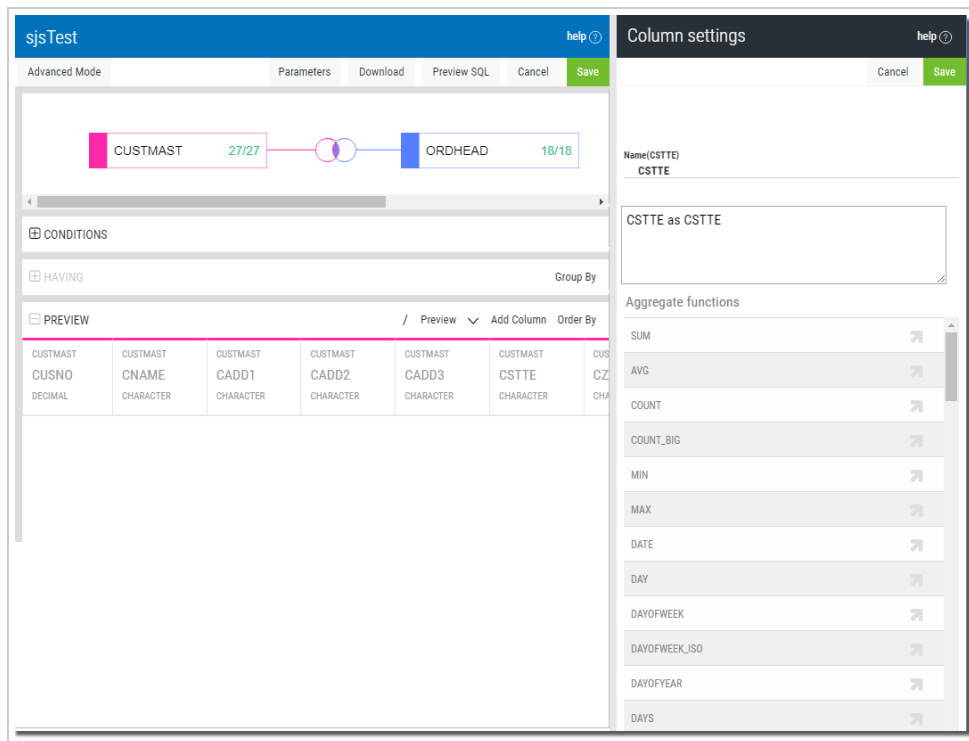 sjsTest help ?
Advanced Mode Parameters Download Preview SQL Cancel Save
CUSTMAST 27/27 ORDHEAD 18/18
CONDITIONS
HAVING Group By
PREVIEW / Preview Add Column Order By
CUSTMAST CUSTMAST CUSTMAST CUSTMAST CUSTMAST CUSTMAST CUS
CUSNO CNAME CADD1 CADD2 CADD3 CSTTE CZ
DECIMAL CHARACTER CHARACTER CHARACTER CHARACTER CHARACTER CHA
Column settings help ?
Cancel Save
Name(CSTTE)
CSTTE
CSTTE as CSTTE
Aggregate functions
SUM
AVG
COUNT
COUNT_BIG
MIN
MAX
DATE
DAY
DAYOFWEEK
DAYOFWEEK_ISO
DAYOFYEAR
DAYS